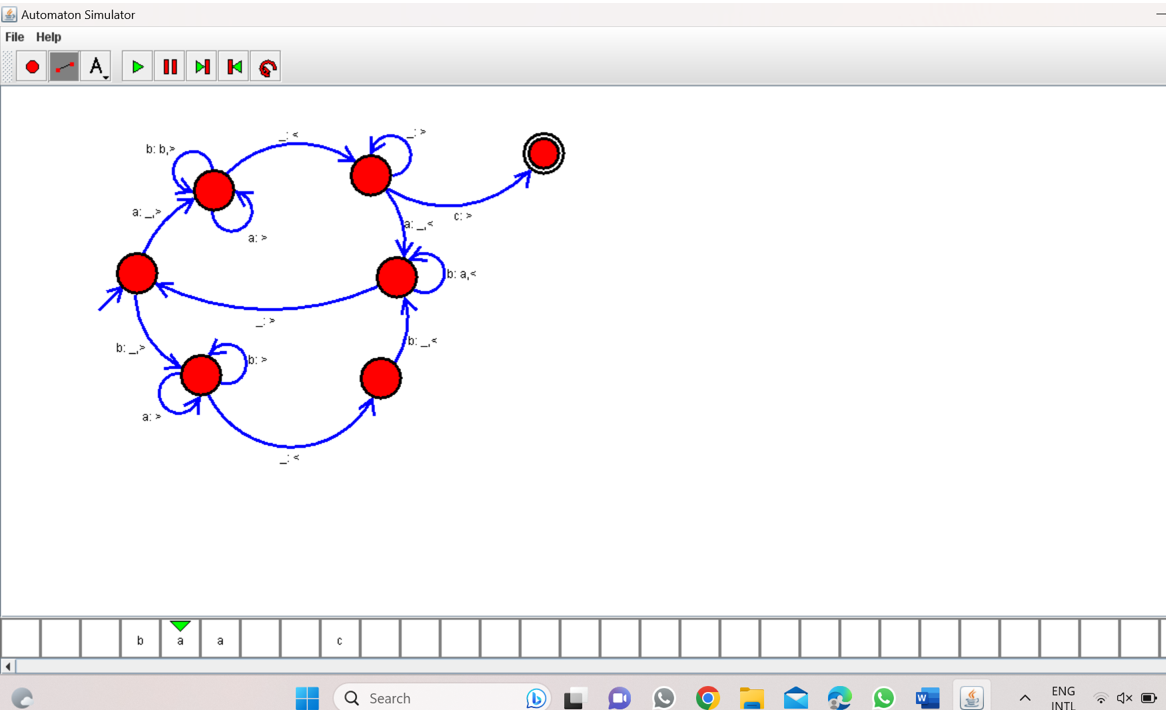 Automaton Simulator
File Help
A
_: <
_: >
b: b,>
a: _,>
c: >
a: _,<
a: >
b: a,<
_: >
b: _,<
b: _,>
b: >
a: >
_: <
b a a c
Search
ENG
INTL